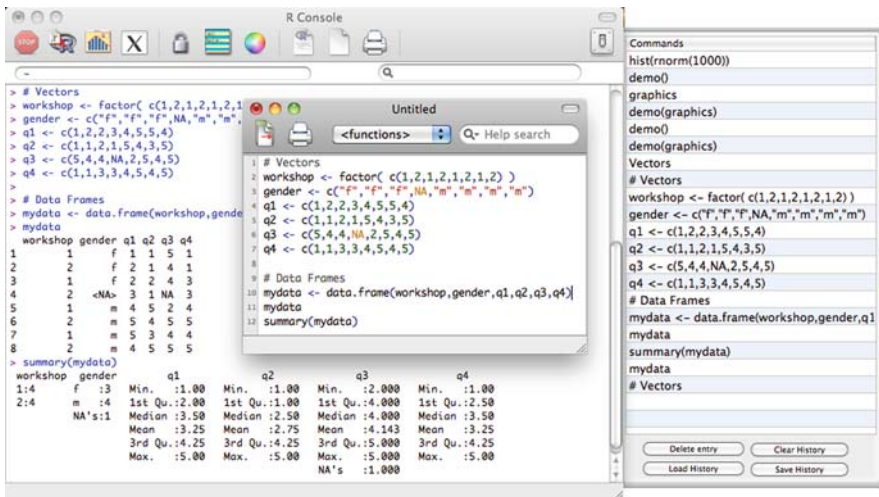 R Console
STOP
R
X
~
> # Vectors
> workshop <- factor( c(1,2,1,2,1,2,1
> gender <- c("f","f","f",NA,"m","m",
> q1 <- c(1,2,2,3,4,5,5,4)
> q2 <- c(1,1,2,1,5,4,3,5)
> q3 <- c(5,4,4,NA,2,5,4,5)
> q4 <- c(1,1,3,3,4,5,4,5)
>
> # Data Frames
> mydata <- data.frame(workshop,gende
> mydata
workshop gender q1 q2 q3 q4
1 1 f 1 1 5 1
2 2 f 2 1 4 1
3 1 f 2 2 4 3
4 2 <NA> 3 1 NA 3
5 1 m 4 5 2 4
6 2 m 5 4 5 5
7 1 m 5 3 4 4
8 2 m 4 5 5 5
> summary(mydata)
workshop gender q1 q2 q3 q4
1:4 f :3 Min. :1.00 Min. :1.00 Min. :2.000 Min. :1.00
2:4 m :4 1st Qu.:2.00 1st Qu.:1.00 1st Qu.:4.000 1st Qu.:2.50
NA's:1 Median :3.50 Median :2.50 Median :4.000 Median :3.50
Mean :3.25 Mean :2.75 Mean :4.143 Mean :3.25
3rd Qu.:4.25 3rd Qu.:4.25 3rd Qu.:5.000 3rd Qu.:4.25
Max. :5.00 Max. :5.00 Max. :5.000 Max. :5.00
NA's :1.000
Untitled
<functions>
Help search
1 # Vectors
2 workshop <- factor( c(1,2,1,2,1,2,1,2) )
3 gender <- c("f","f","f",NA,"m","m","m","m")
4 q1 <- c(1,2,2,3,4,5,5,4)
5 q2 <- c(1,1,2,1,5,4,3,5)
6 q3 <- c(5,4,4,NA,2,5,4,5)
7 q4 <- c(1,1,3,3,4,5,4,5)
8
9 # Data Frames
10 mydata <- data.frame(workshop,gender,q1,q2,q3,q4)
11 mydata
12 summary(mydata)
Commands
hist(rnorm(1000))
demo()
graphics
demo(graphics)
demo()
demo(graphics)
Vectors
# Vectors
workshop <- factor( c(1,2,1,2,1,2,1,2) )
gender <- c("f","f","f",NA,"m","m","m","m")
q1 <- c(1,2,2,3,4,5,5,4)
q2 <- c(1,1,2,1,5,4,3,5)
q3 <- c(5,4,4,NA,2,5,4,5)
q4 <- c(1,1,3,3,4,5,4,5)
# Data Frames
mydata <- data.frame(workshop,gender,q1
mydata
summary(mydata)
mydata
# Vectors
Delete entry
Clear History
Load History
Save History